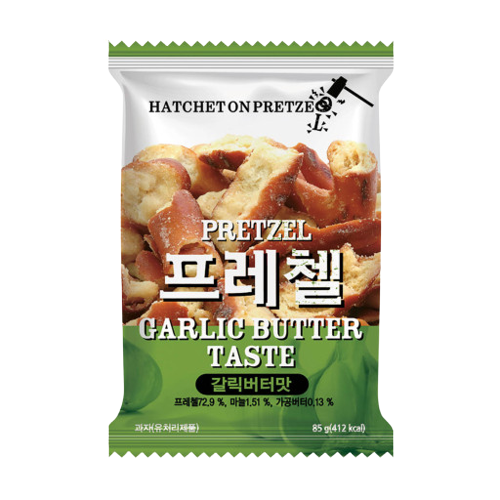 HATCHET ON PRETZEL
PRETZEL
프레첼
GARLIC BUTTER
TASTE
갈릭버터맛
프레첼72.9 %, 마늘1.51 %, 가공버터0.13 %
과자(유처리제품) 85 g(412 kcal)